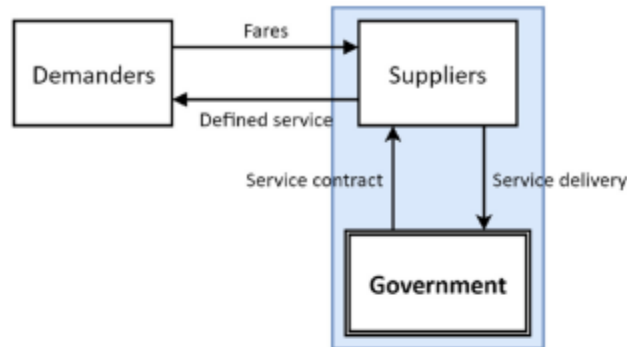 Fares
Demanders
Suppliers
Defined service
Service contract
Service delivery
Government